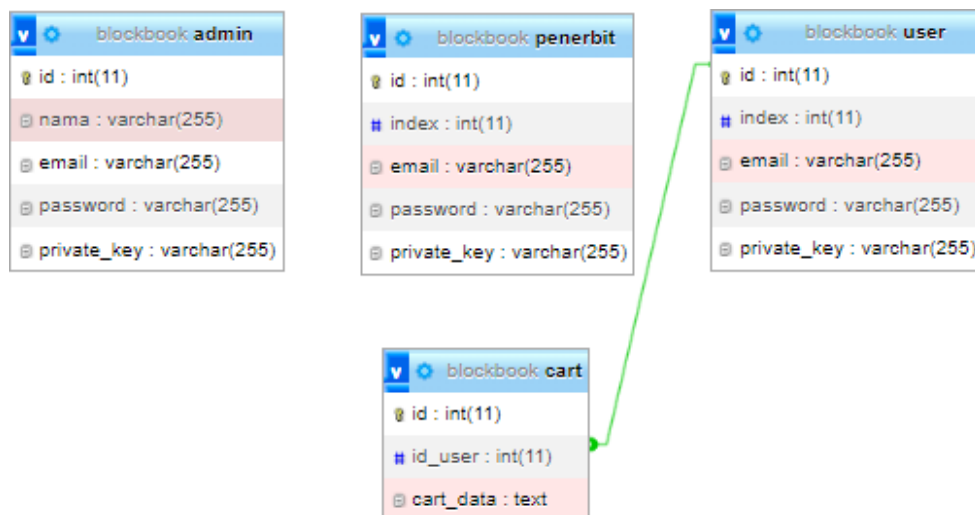 blockbook admin
id : int(11)
nama : varchar(255)
email : varchar(255)
password : varchar(255)
private_key : varchar(255)
blockbook penerbit
id : int(11)
# index : int(11)
email : varchar(255)
password : varchar(255)
private_key : varchar(255)
blockbook user
id : int(11)
# index : int(11)
email : varchar(255)
password : varchar(255)
private_key : varchar(255)
blockbook cart
id : int(11)
# id_user : int(11)
cart_data : text